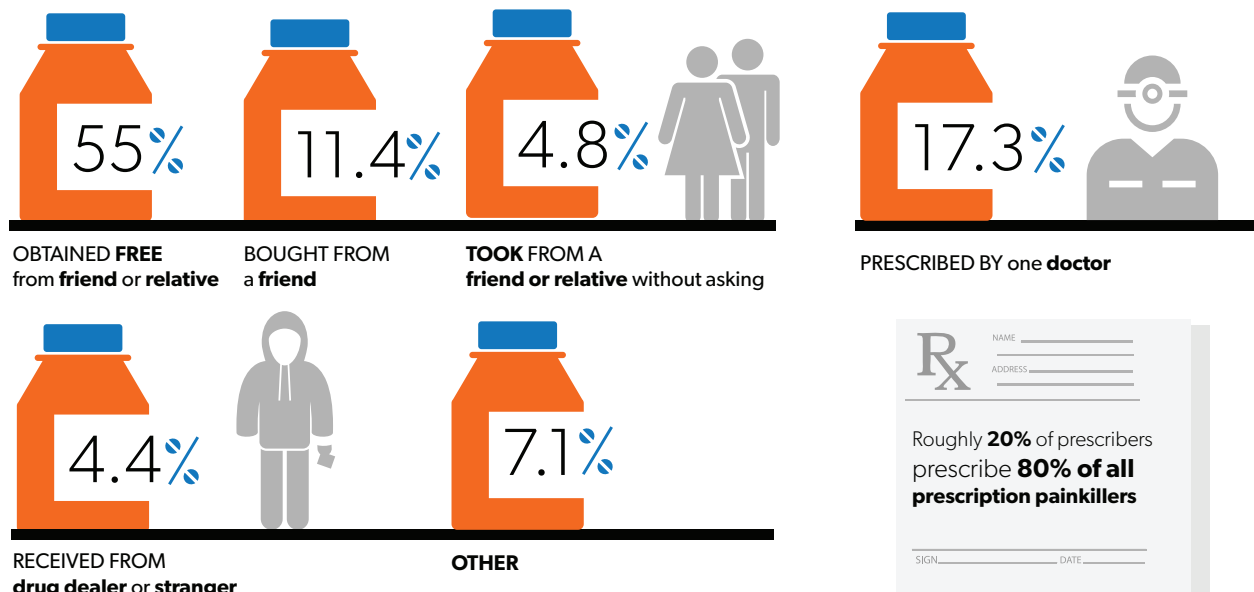 55%
11.4%
4.8%
17.3%
OBTAINED FREE
from friend or relative
BOUGHT FROM
a friend
TOOK FROM A
friend or relative without asking
PRESCRIBED BY one doctor
4.4%
7.1%
RECEIVED FROM
drug dealer or stranger
OTHER
Rx
NAME
ADDRESS
Roughly 20% of prescribers
prescribe 80% of all
prescription painkillers
SIGN
DATE